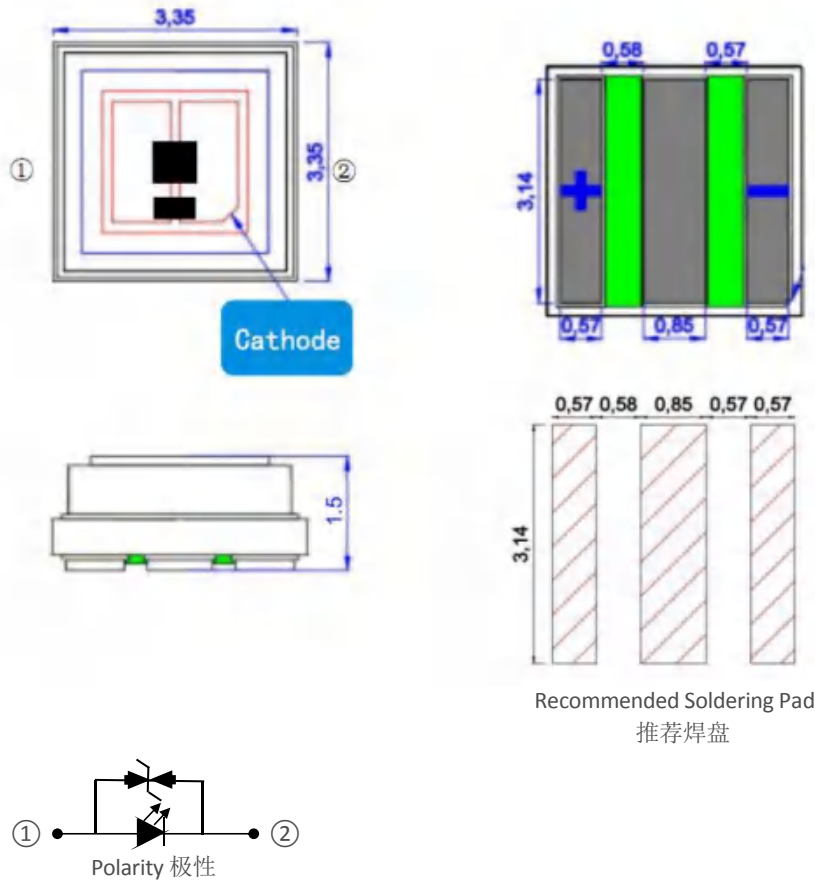 3,35
0,58 0,57
① 3,35 ②
3,14
+ −
Cathode
0,57 0,85 0,57
0,57 0,58 0,85 0,57 0,57
1.5
3,14
Recommended Soldering Pad
推荐焊盘
① ②
Polarity 极性